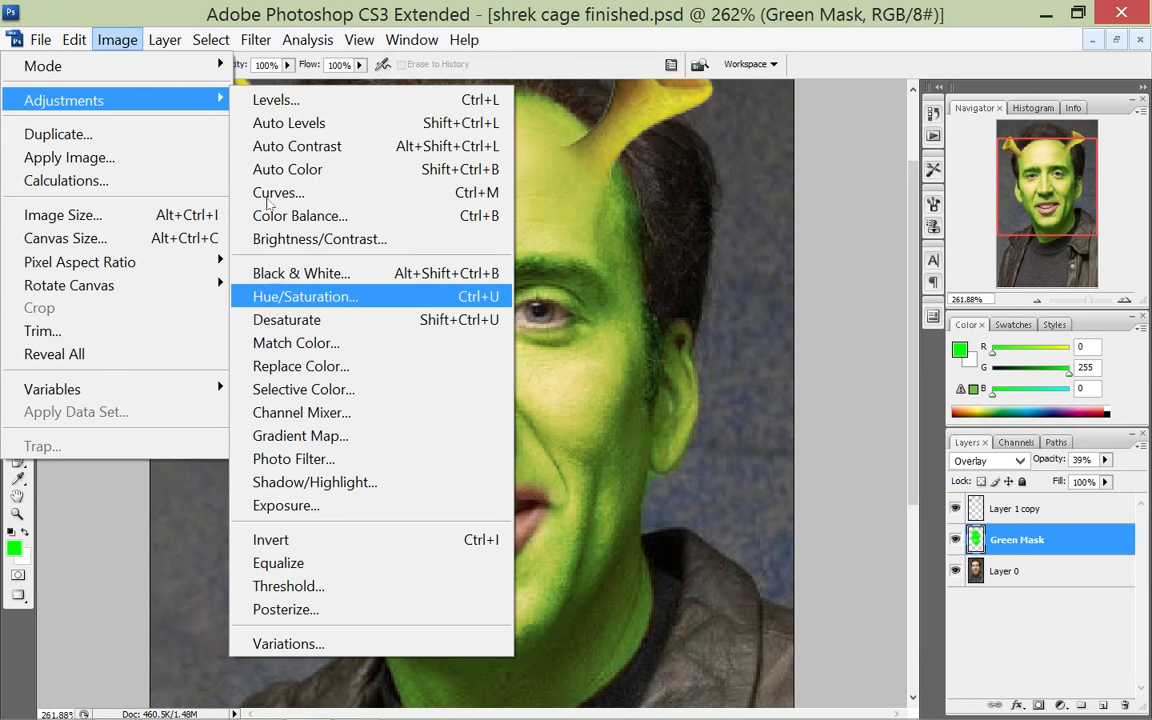 Ps Adobe Photoshop CS3 Extended - [shrek cage finished.psd @ 262% (Green Mask, RGB/8#)]
Ps File Edit Image Layer Select Filter Analysis View Window Help
100% Flow: 100% Erase to History Workspace
Mode
Adjustments
Duplicate...
Apply Image...
Calculations...
Image Size... Alt+Ctrl+I
Canvas Size... Alt+Ctrl+C
Pixel Aspect Ratio
Rotate Canvas
Crop
Trim...
Reveal All
Variables
Apply Data Set...
Trap...
Levels... Ctrl+L
Auto Levels Shift+Ctrl+L
Auto Contrast Alt+Shift+Ctrl+L
Auto Color Shift+Ctrl+B
Curves... Ctrl+M
Color Balance... Ctrl+B
Brightness/Contrast...
Black & White... Alt+Shift+Ctrl+B
Hue/Saturation... Ctrl+U
Desaturate Shift+Ctrl+U
Match Color...
Replace Color...
Selective Color...
Channel Mixer...
Gradient Map...
Photo Filter...
Shadow/Highlight...
Exposure...
Invert Ctrl+I
Equalize
Threshold...
Posterize...
Variations...
Navigator × Histogram Info
261.88%
Color × Swatches Styles
R 0
G 255
B 0
Layers × Channels Paths
Overlay Opacity: 39%
Lock: Fill: 100%
Layer 1 copy
Green Mask
Layer 0
261.88% Doc: 460.5K/1.48M